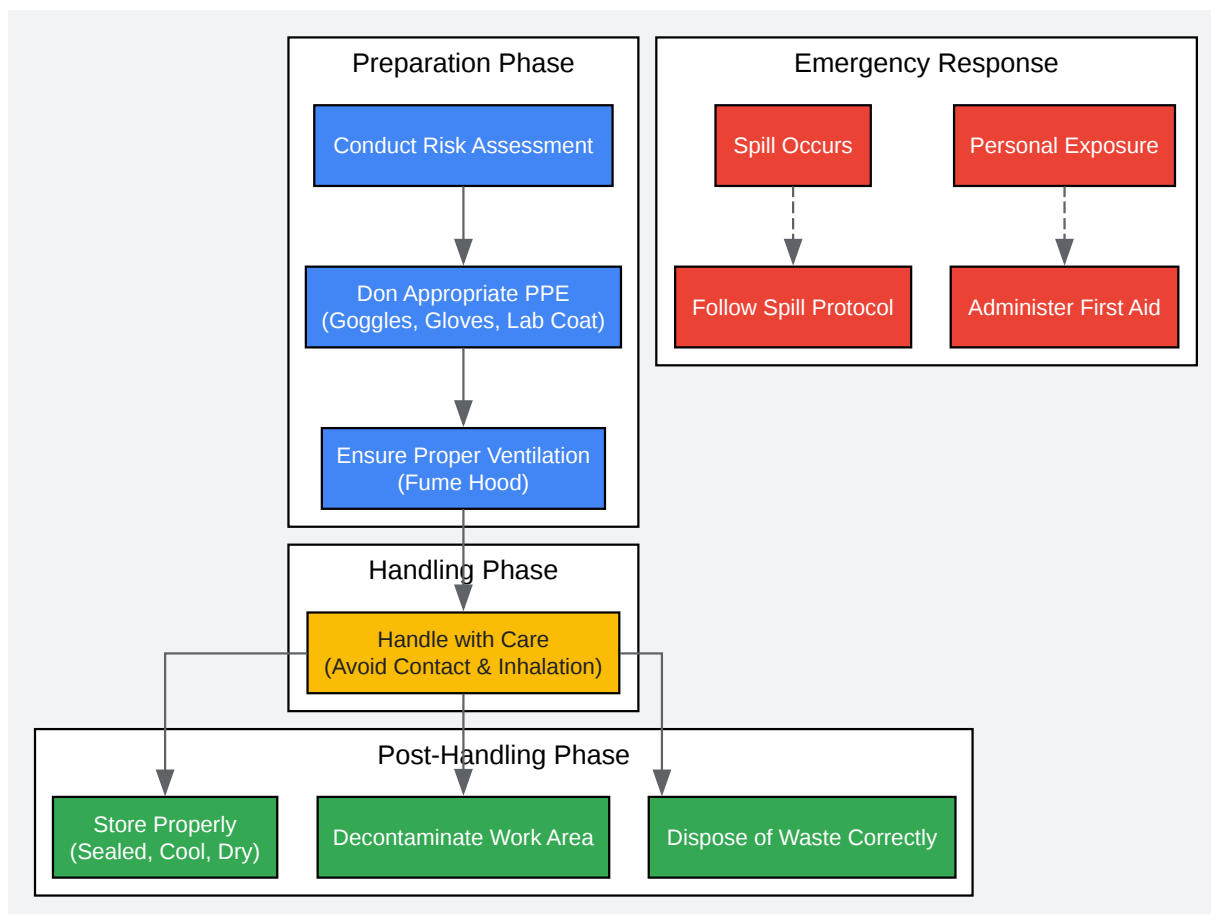 Preparation Phase
Conduct Risk Assessment
Don Appropriate PPE
(Goggles, Gloves, Lab Coat)
Ensure Proper Ventilation
(Fume Hood)
Emergency Response
Spill Occurs
Personal Exposure
Follow Spill Protocol
Administer First Aid
Handling Phase
Handle with Care
(Avoid Contact & Inhalation)
Post-Handling Phase
Store Properly
(Sealed, Cool, Dry)
Decontaminate Work Area
Dispose of Waste Correctly